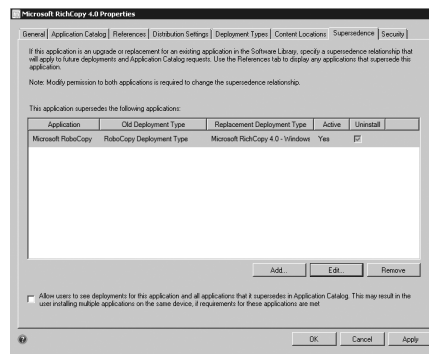 Microsoft RichCopy 4.0 Properties
General Application Catalog References Distribution Settings Deployment Types Content Locations Supersedence Security
If this application is an upgrade or replacement for an existing application in the Software Library, specify a supersedence relationship that
will apply to future deployments and Application Catalog requests. Use the References tab to display any applications that supersede this
application.
Note: Modify permission to both applications is required to change the supersedence relationship.
This application supersedes the following applications:
Application Old Deployment Type Replacement Deployment Type Active Uninstall
Microsoft RoboCopy RoboCopy Deployment Type Microsoft RichCopy 4.0 - Windows Yes
Add... Edit... Remove
Allow users to see deployments for this application and all applications that it supersedes in Application Catalog. This may result in the
user installing multiple applications on the same device, if requirements for these applications are met
OK Cancel Apply